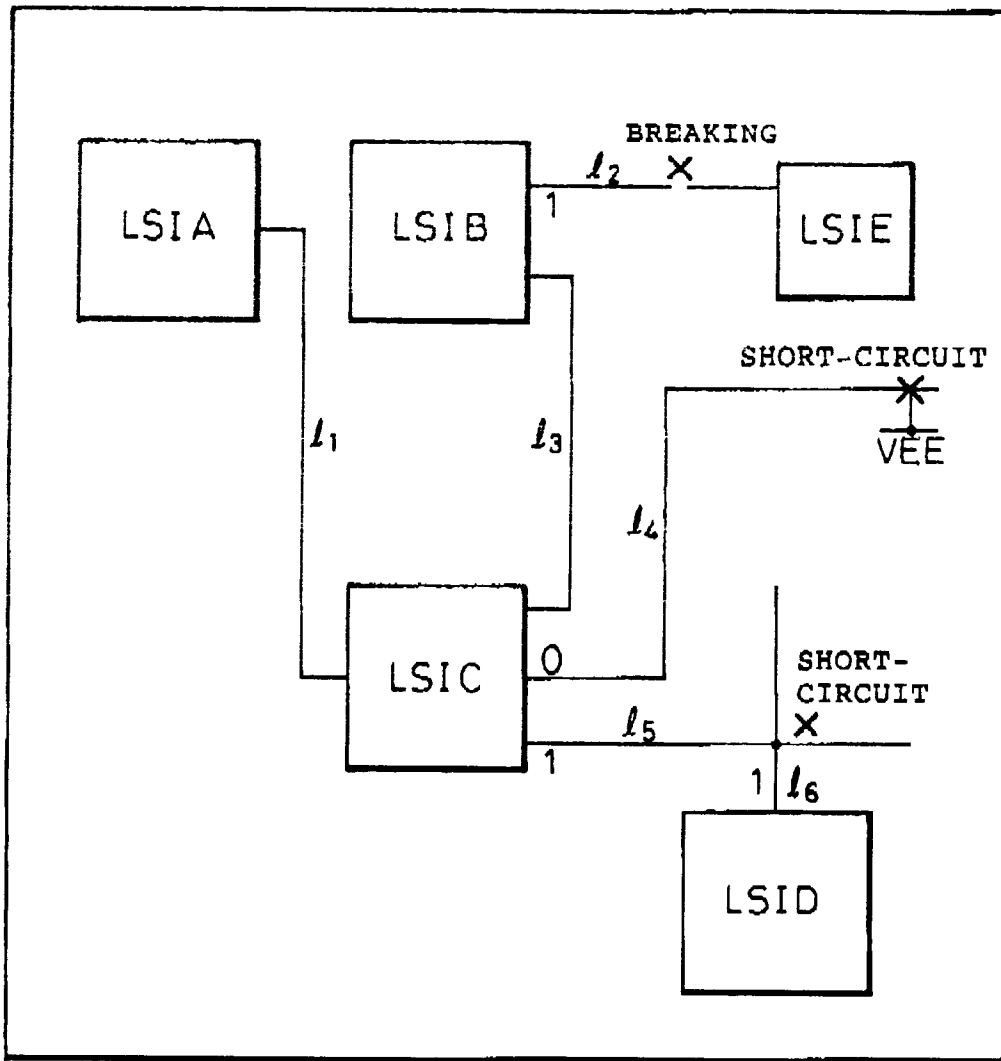 BREAKING
LSIA
LSIB
1
l2
LSIE
SHORT-CIRCUIT
VEE
l1
l3
l4
LSIC
0
l5
1
SHORT-
CIRCUIT
1
l6
LSID